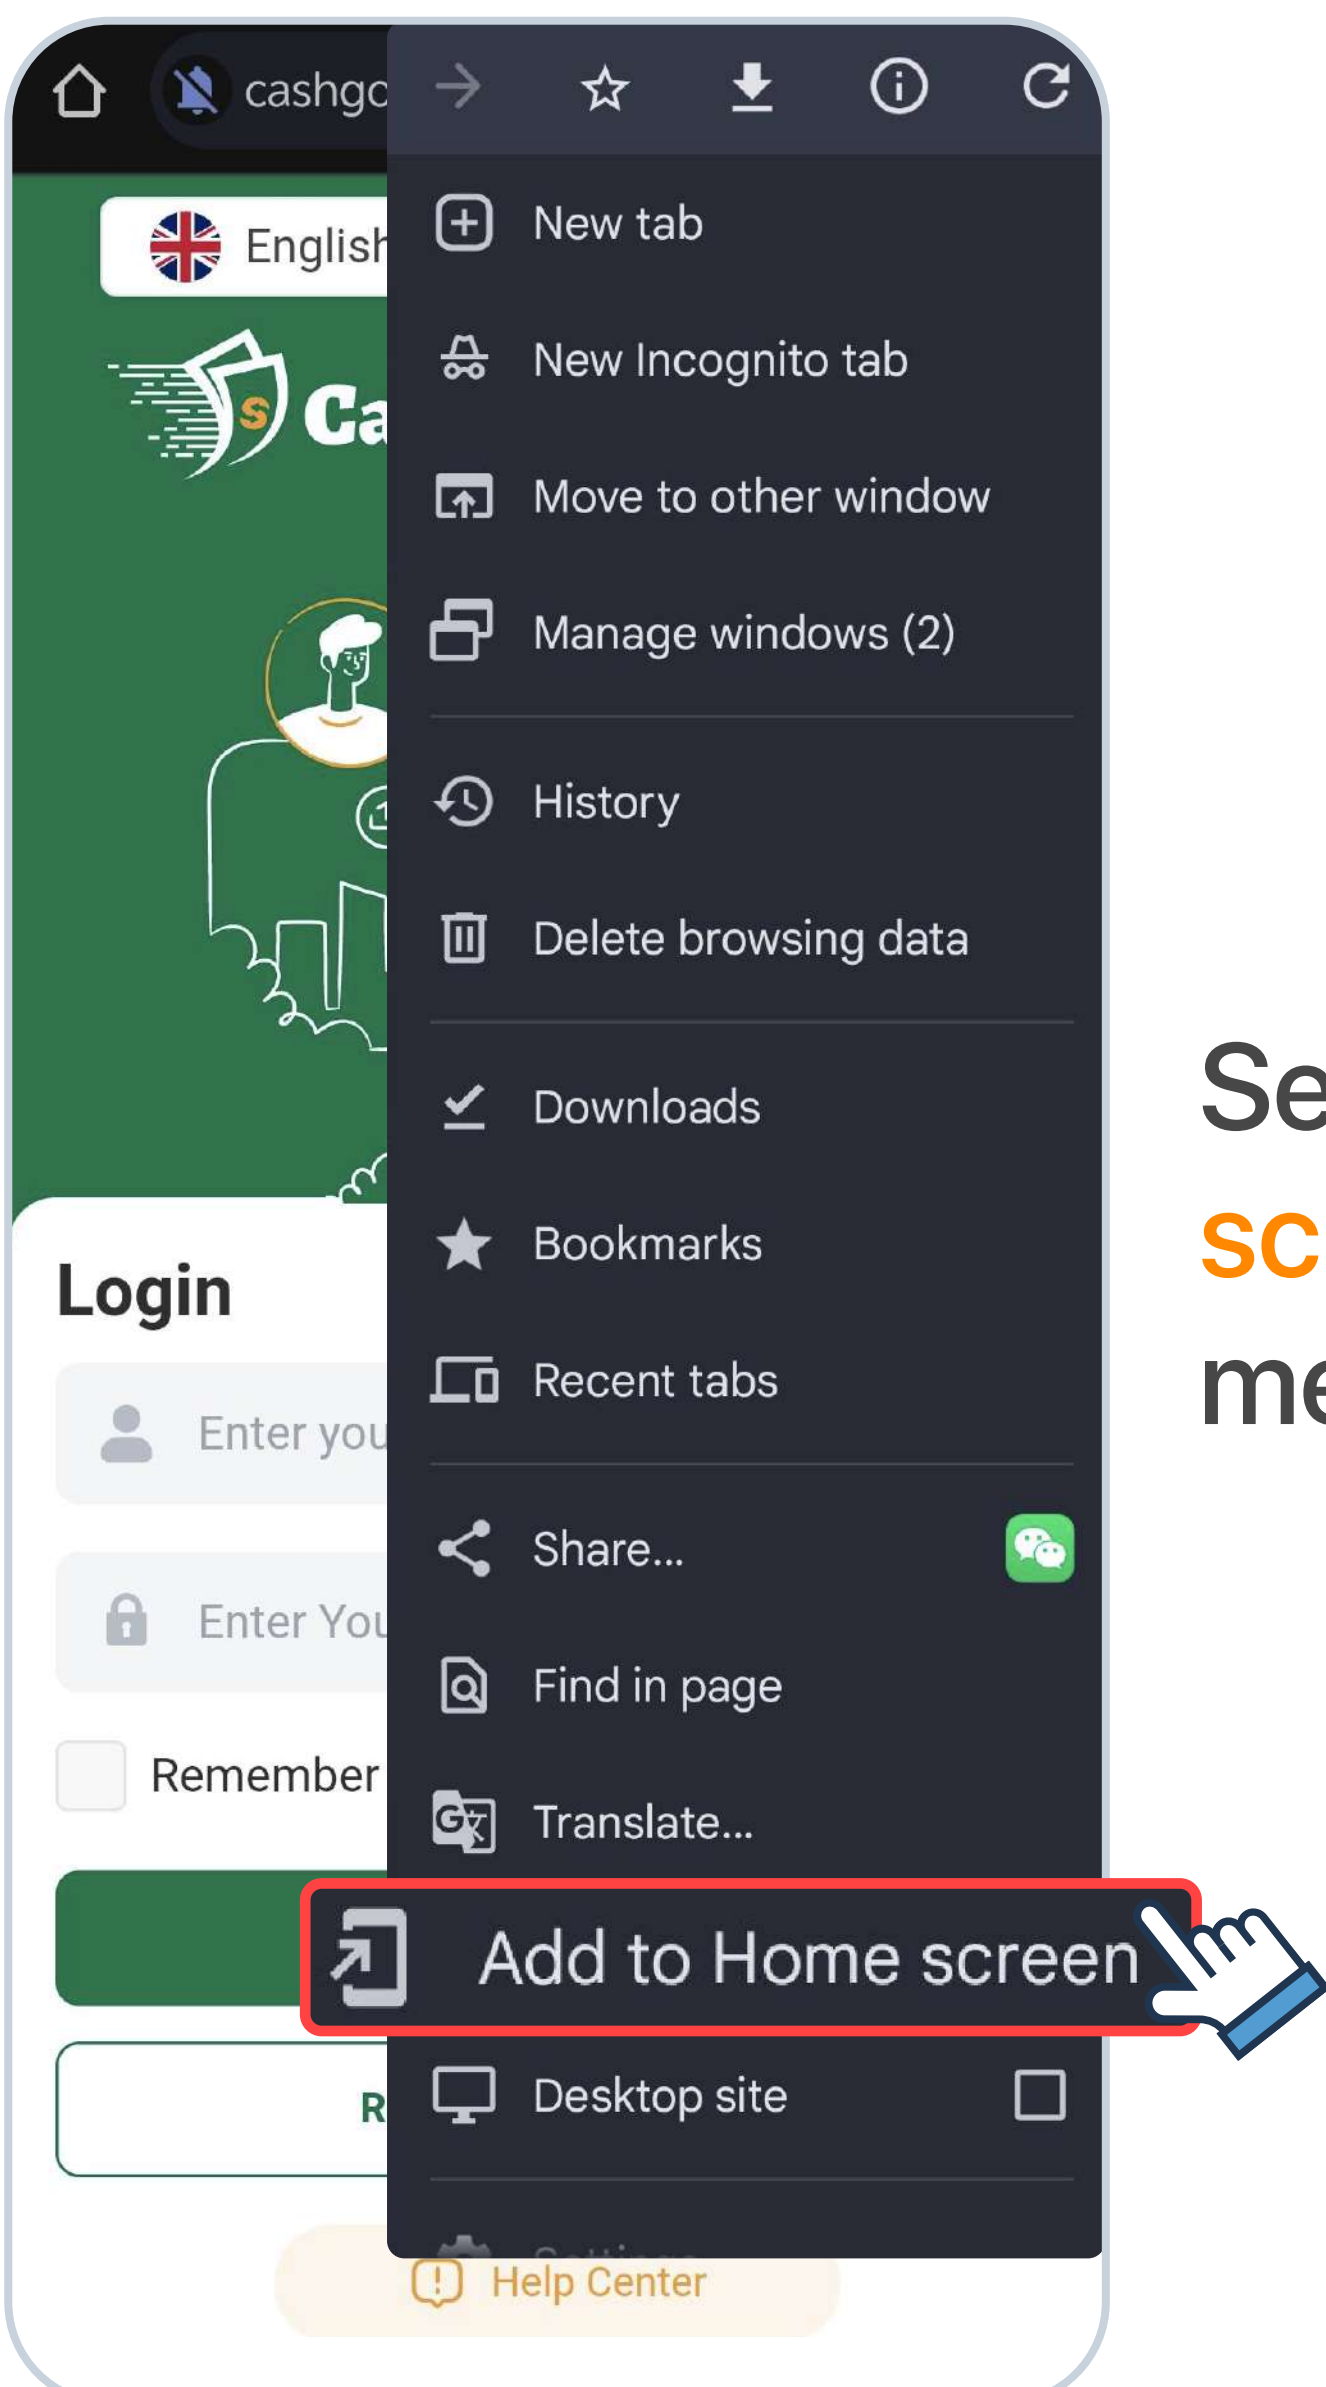 cashgo
English
Ca
New tab
New Incognito tab
Move to other window
Manage windows (2)
History
Delete browsing data
Downloads
Bookmarks
Recent tabs
Share...
Find in page
Translate...
Add to Home screen
Desktop site
Settings
Login
Enter you
Enter You
Remember
R
Help Center
Se
sc
me